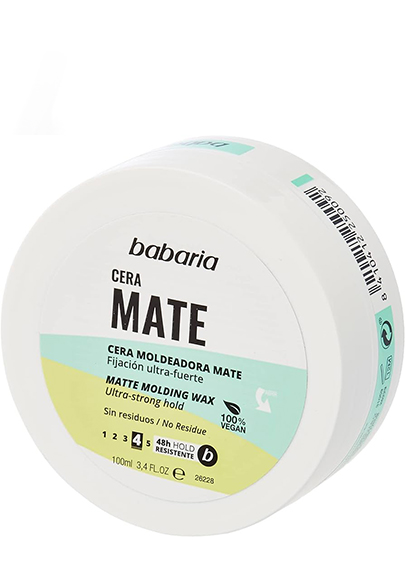 babaria
CERA
MATE
CERA MOLDEADORA MATE
Fijación ultra-fuerte
MATTE MOLDING WAX
Ultra-strong hold
Sin residuos / No Residue
100% VEGAN
1 2 3 4 5
48h HOLD
RESISTENTE
b
100ml 3,4 FL.OZ e
26228